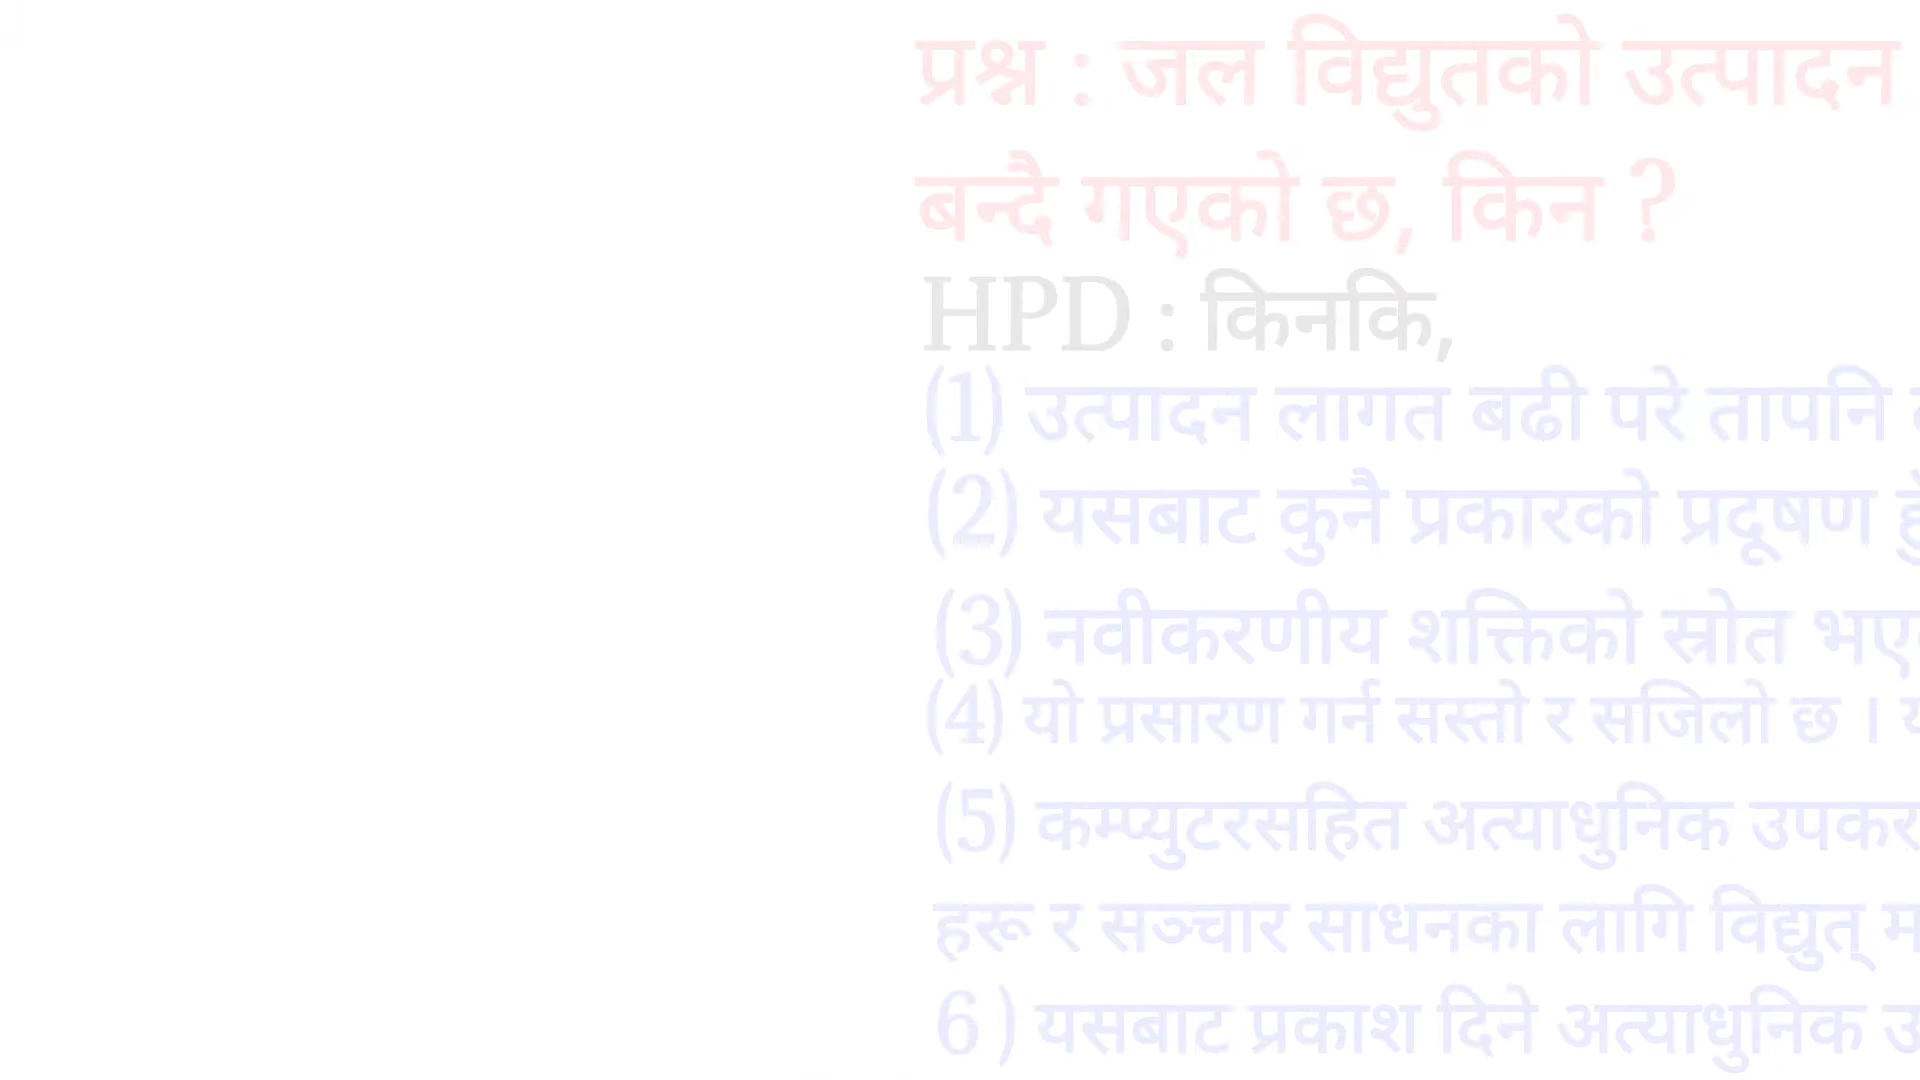 प्रश्न : जल विद्युतको उत्पादन
बन्दै गएको छ, किन ?
HPD : किनकि,
(1) उत्पादन लागत बढी परे तापनि
(2) यसबाट कुनै प्रकारको प्रदूषण
(3) नवीकरणीय शक्तिको स्रोत
(4) यो प्रसारण गर्न सस्तो र सजिलो छ ।
(5) कम्प्युटरसहित अत्याधुनिक
हरू र सञ्चार साधनका लागि विद्युत्
6 ) यसबाट प्रकाश दिने अत्याधुनिक